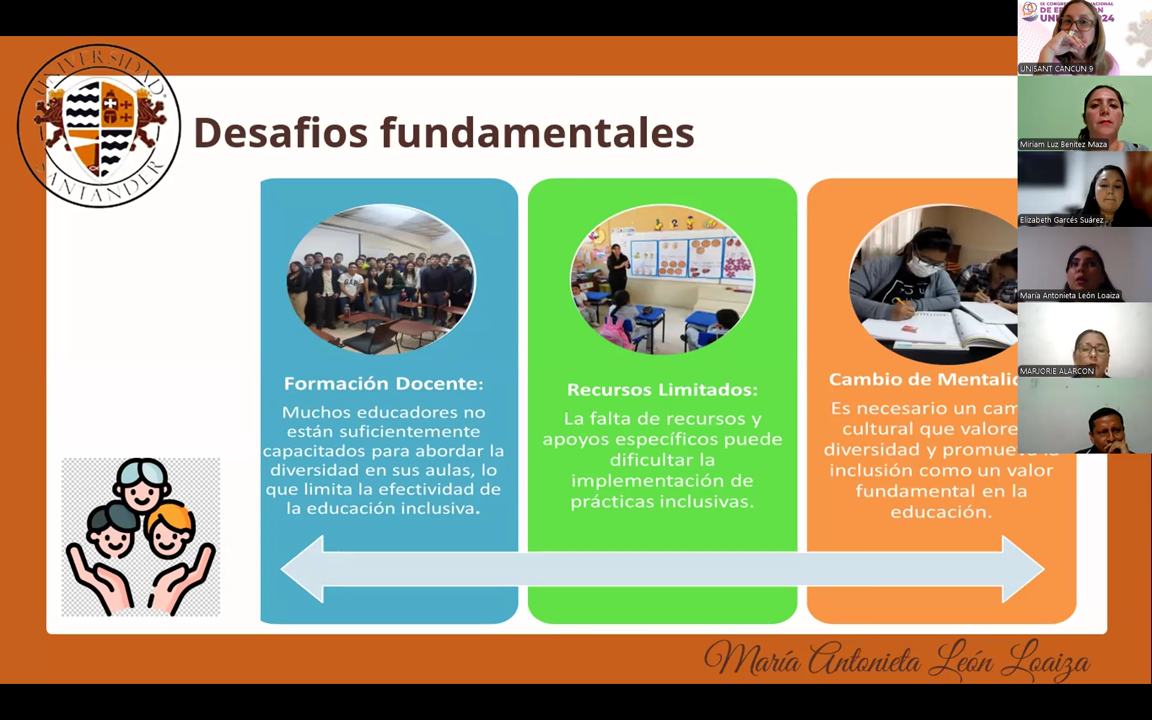 UNIVERSIDAD
SANTANDER
Desafios fundamentales
Formación Docente:
Muchos educadores no
están suficientemente
capacitados para abordar la
diversidad en sus aulas, lo
que limita la efectividad de
la educación inclusiva.
Recursos Limitados:
La falta de recursos y
apoyos específicos puede
dificultar la
implementación de
prácticas inclusivas.
Cambio de
Es necesario un
cultural que
diversidad y
inclusión como un valor
fundamental en la
educación.
María Antonieta León Loaiza
UNISANT CANCUN 9
Miriam Luz Benítez Maza
Elizabeth Garcés Suárez
María Antonieta León Loaiza
MARJORIE ALARCON